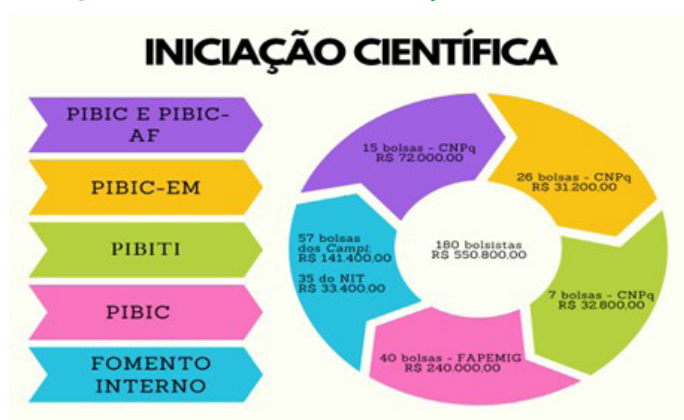 INICIAÇÃO CIENTÍFICA
PIBIC E PIBIC-
AF
PIBIC-EM
PIBITI
PIBIC
FOMENTO
INTERNO
15 bolsas - CNPq
R$ 72.000,00
26 bolsas - CNPq
R$ 31.200,00
7 bolsas - CNPq
R$ 32.800,00
40 bolsas - FAPEMIG
R$ 240.000,00
57 bolsas
dos Campi:
R$ 141.400,00
35 do NIT
R$ 33.400,00
180 bolsistas
R$ 550.800,00